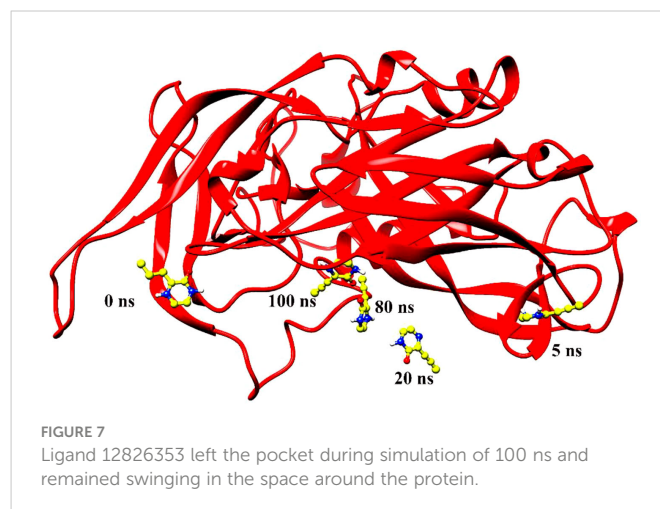 0 ns
100 ns
80 ns
20 ns
5 ns
FIGURE 7
Ligand 12826353 left the pocket during simulation of 100 ns and
remained swinging in the space around the protein.